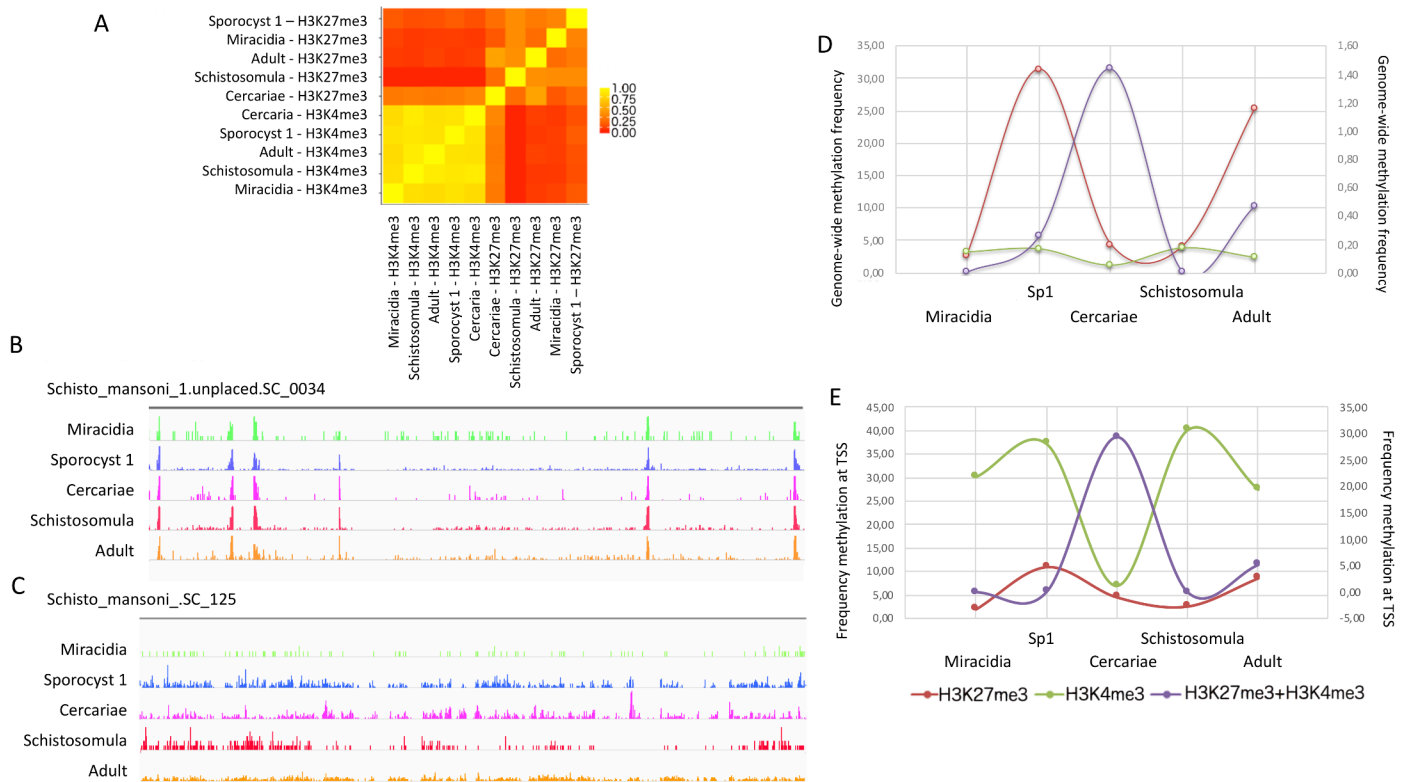 A
Sporocyst 1 – H3K27me3
Miracidia - H3K27me3
Adult - H3K27me3
Schistosomula - H3K27me3
Cercariae - H3K27me3
Cercaria - H3K4me3
Sporocyst 1 - H3K4me3
Adult - H3K4me3
Schistosomula - H3K4me3
Miracidia - H3K4me3
1.00
0.75
0.50
0.25
0.00
Miracidia - H3K4me3
Schistosomula - H3K4me3
Adult - H3K4me3
Sporocyst 1 - H3K4me3
Cercaria - H3K4me3
Cercariae - H3K27me3
Schistosomula - H3K27me3
Adult - H3K27me3
Miracidia - H3K27me3
Sporocyst 1 – H3K27me3
B
Schisto_mansoni_1.unplaced.SC_0034
Miracidia
Sporocyst 1
Cercariae
Schistosomula
Adult
C
Schisto_mansoni_.SC_125
Miracidia
Sporocyst 1
Cercariae
Schistosomula
Adult
D
Genome-wide methylation frequency
35,00
30,00
25,00
20,00
15,00
10,00
5,00
0,00
1,60
1,40
1,20
1,00
0,80
0,60
0,40
0,20
0,00
Genome-wide methylation frequency
Sp1
Schistosomula
Miracidia
Cercariae
Adult
E
Frequency methylation at TSS
45,00
40,00
35,00
30,00
25,00
20,00
15,00
10,00
5,00
0,00
35,00
30,00
25,00
20,00
15,00
10,00
5,00
0,00
-5,00
Frequency methylation at TSS
Sp1
Schistosomula
Miracidia
Cercariae
Adult
H3K27me3 H3K4me3 H3K27me3+H3K4me3